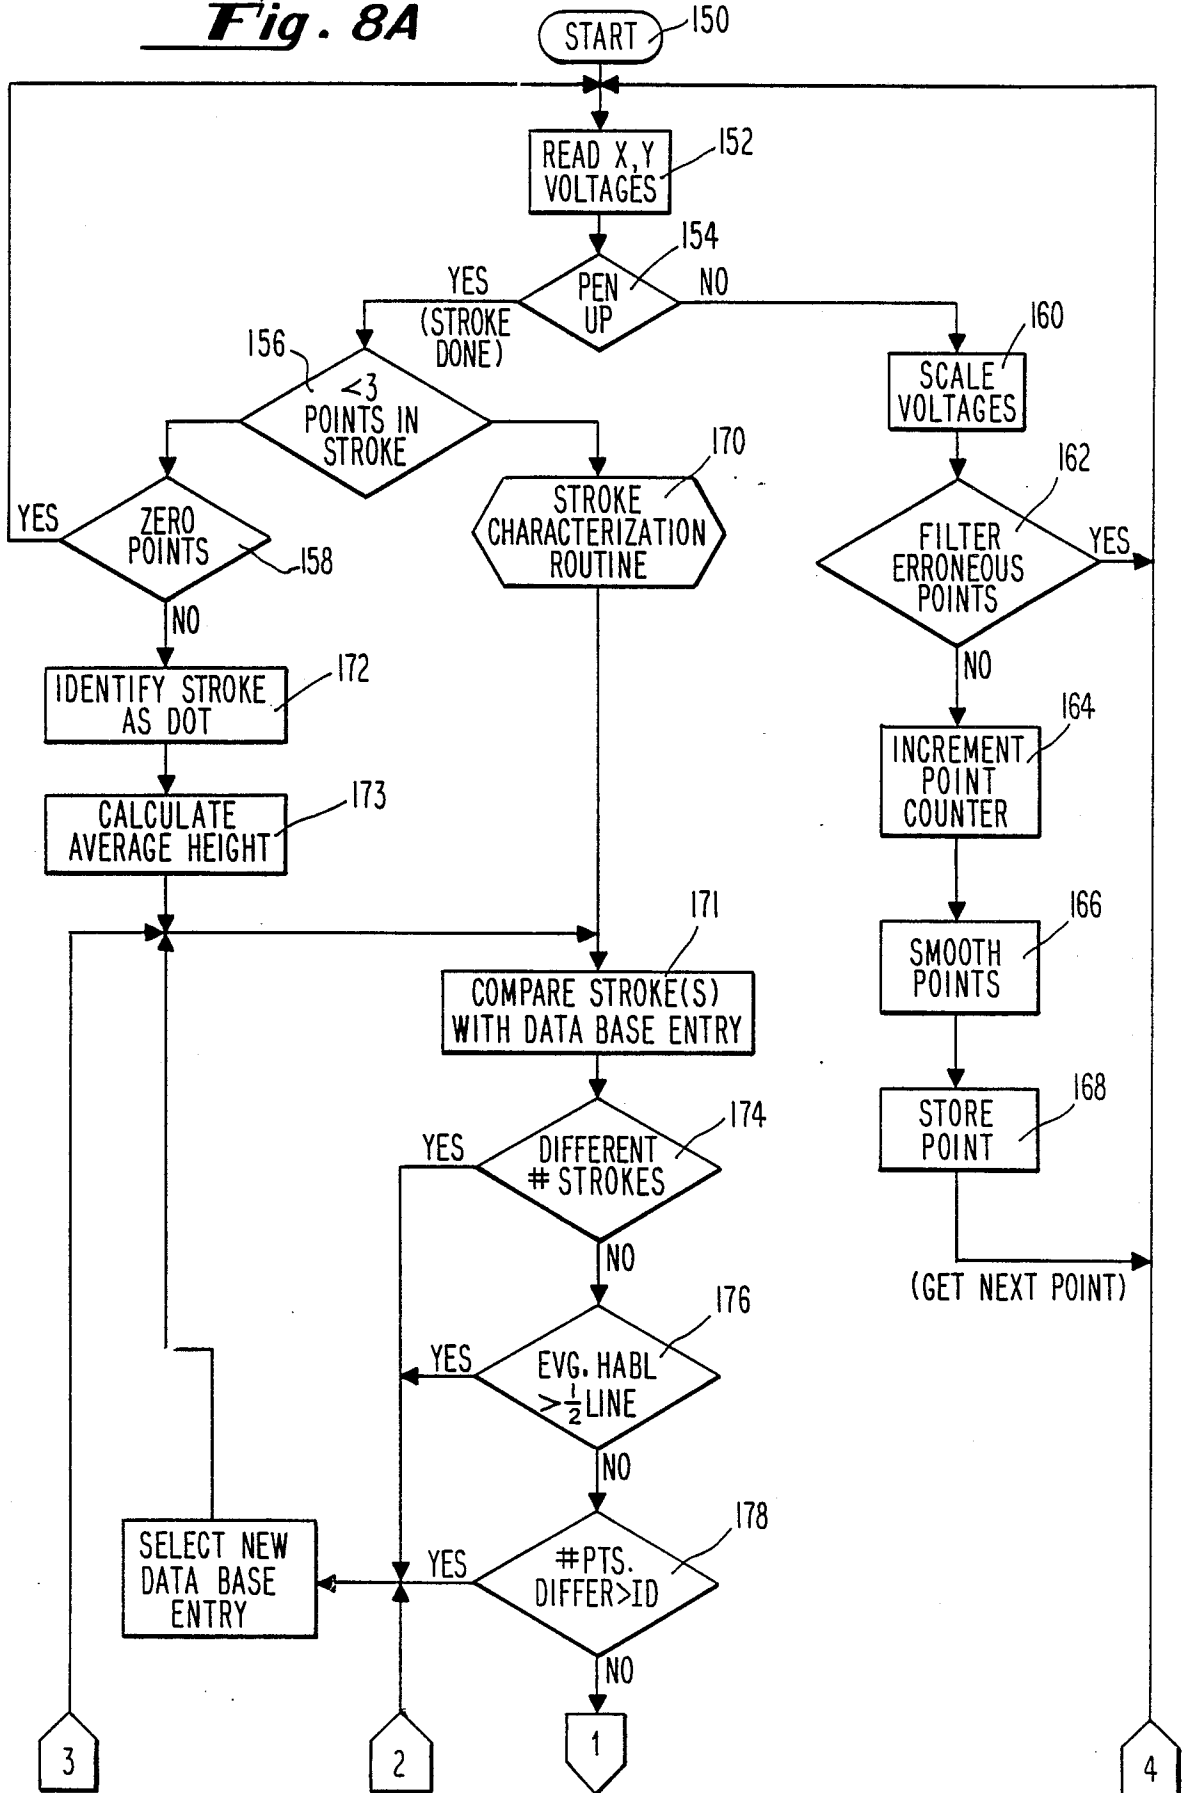 Fig. 8A
START
150
READ X,Y
VOLTAGES
152
PEN
UP
154
YES
(STROKE
DONE)
NO
<3
POINTS IN
STROKE
156
SCALE
VOLTAGES
160
ZERO
POINTS
158
YES
NO
STROKE
CHARACTERIZATION
ROUTINE
170
FILTER
ERRONEOUS
POINTS
162
YES
NO
IDENTIFY STROKE
AS DOT
172
INCREMENT
POINT
COUNTER
164
CALCULATE
AVERAGE HEIGHT
173
SMOOTH
POINTS
166
COMPARE STROKE(S)
WITH DATA BASE ENTRY
171
STORE
POINT
168
(GET NEXT POINT)
DIFFERENT
# STROKES
174
YES
NO
EVG. HABL
>1/2 LINE
176
YES
NO
#PTS.
DIFFER>ID
178
YES
NO
SELECT NEW
DATA BASE
ENTRY
3
2
1
4